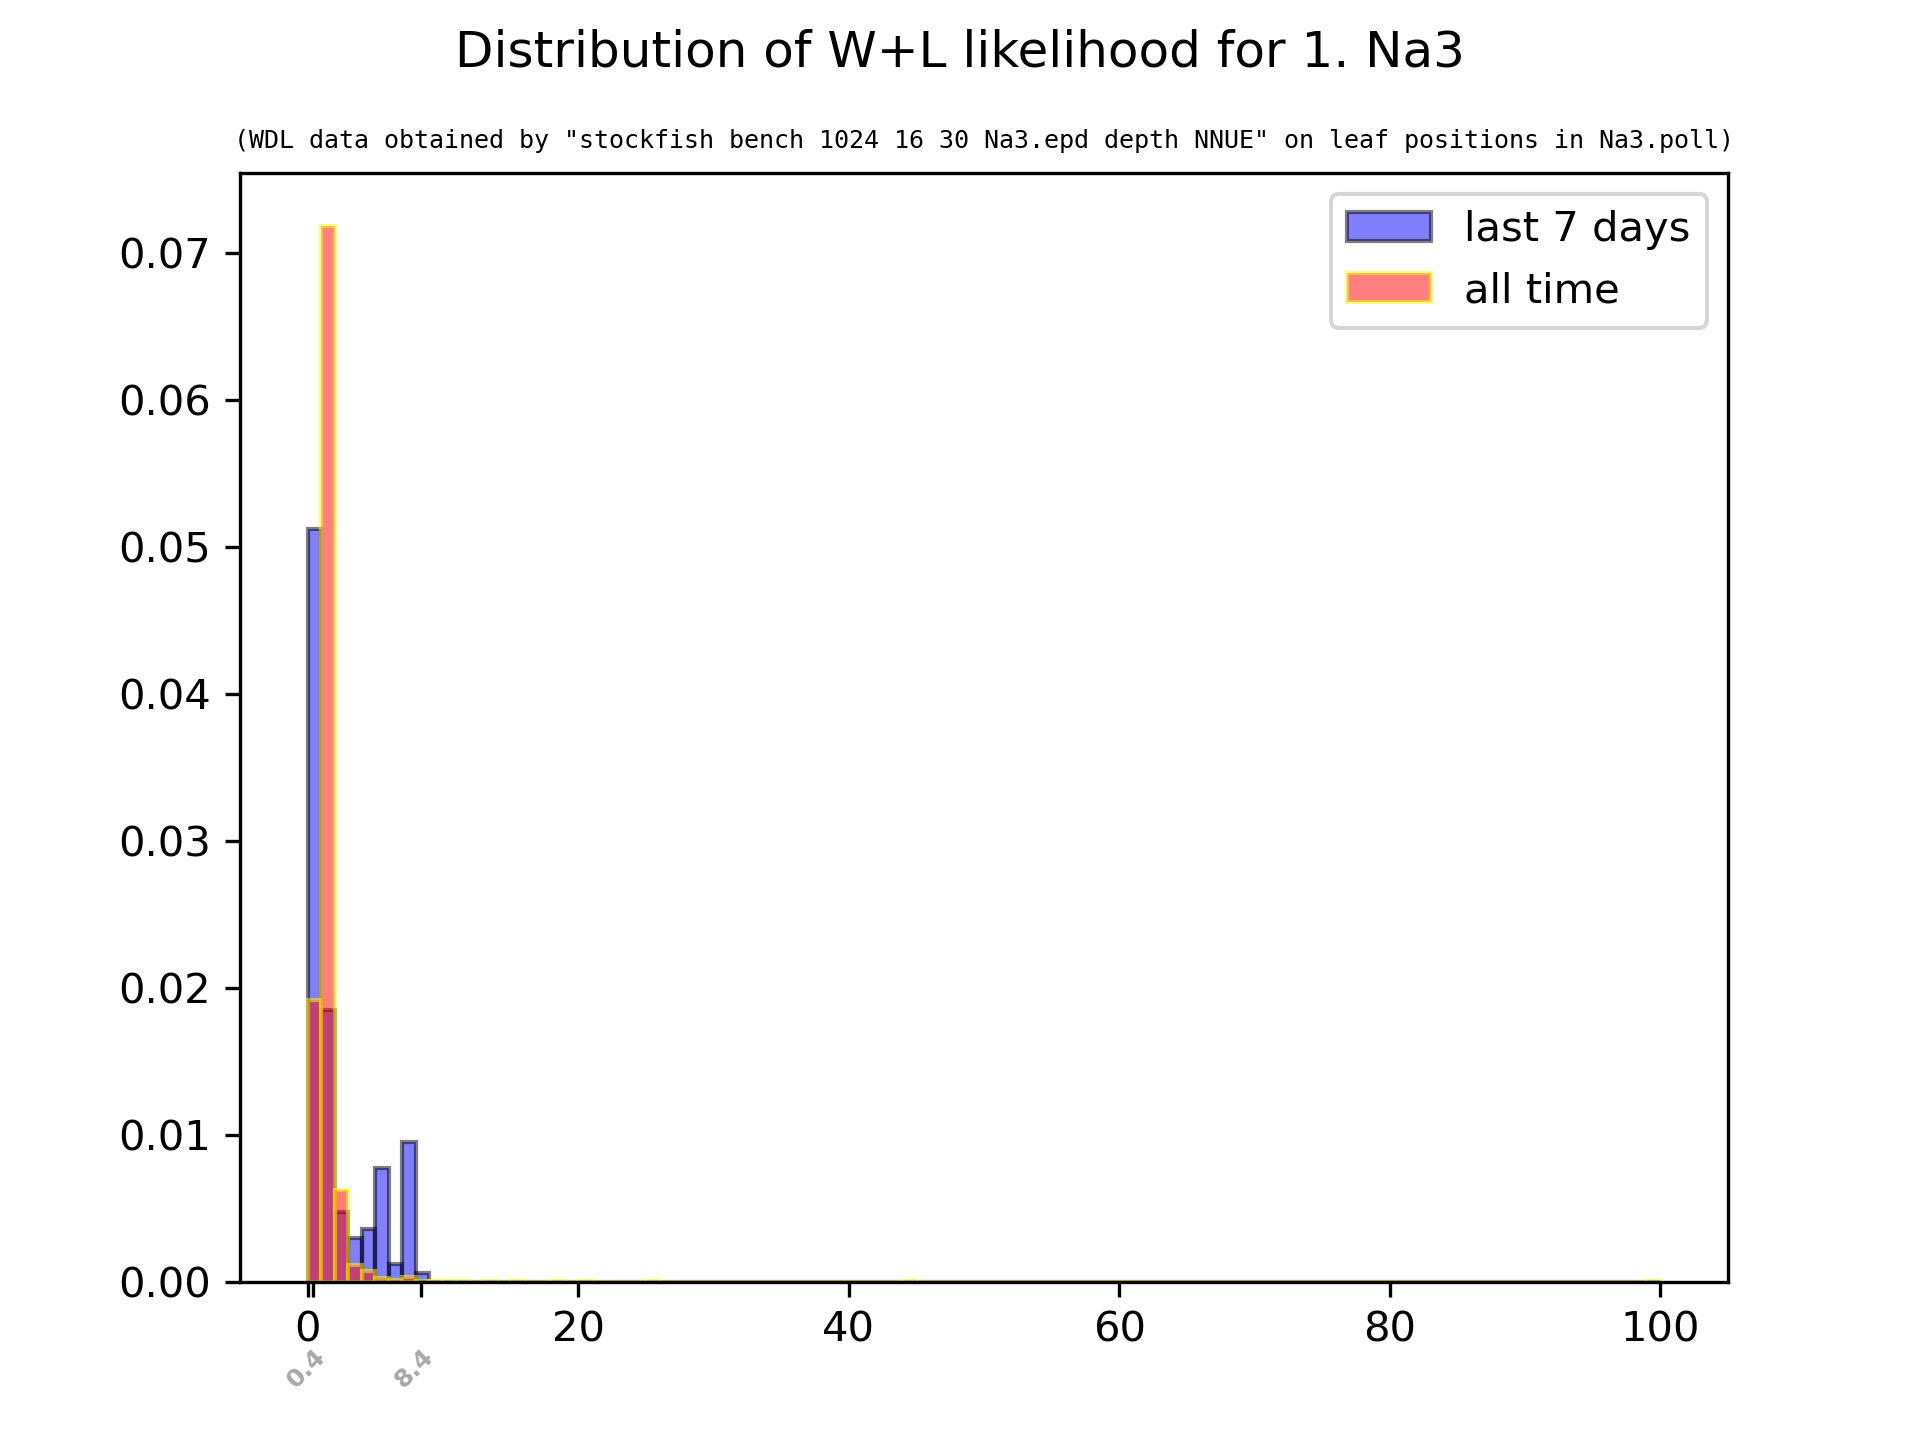 Distribution of W+L likelihood for 1. Na3
(WDL data obtained by "stockfish bench 1024 16 30 Na3.epd depth NNUE" on leaf positions in Na3.poll)
last 7 days
all time
0.07
0.06
0.05
0.04
0.03
0.02
0.01
0.00
0 20 40 60 80 100
0.4 8.4